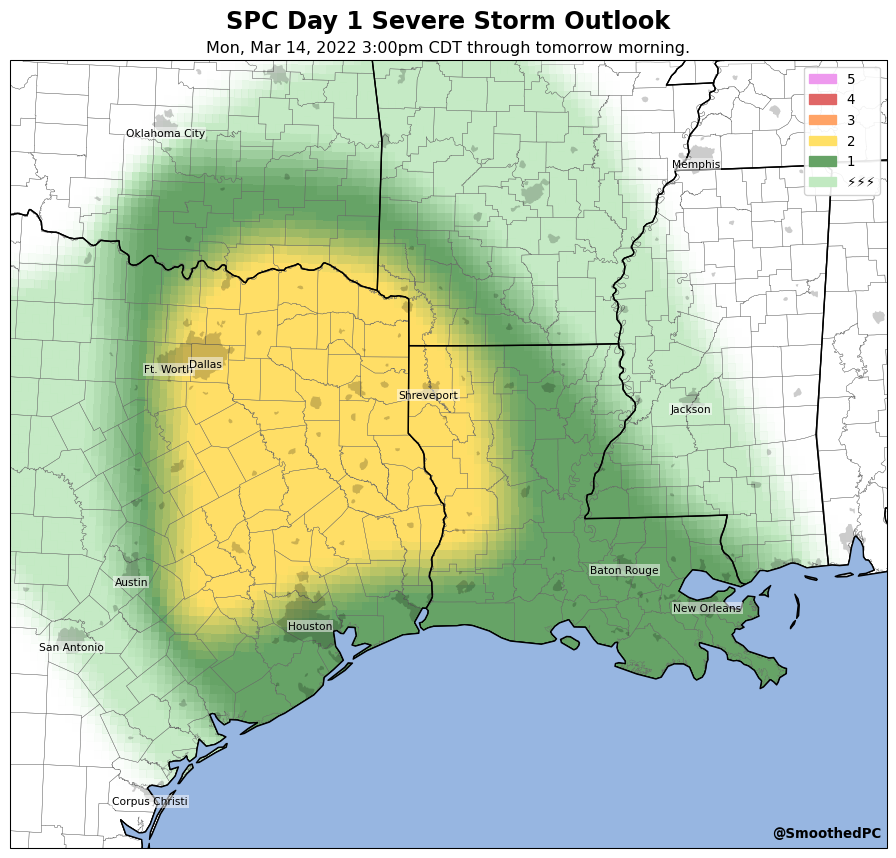 SPC Day 1 Severe Storm Outlook
Mon, Mar 14, 2022 3:00pm CDT through tomorrow morning.
5
4
3
2
1
⚡⚡⚡
Oklahoma City
Memphis
Ft. Worth
Dallas
Shreveport
Jackson
Austin
Baton Rouge
New Orleans
Houston
San Antonio
Corpus Christi
@SmoothedPC